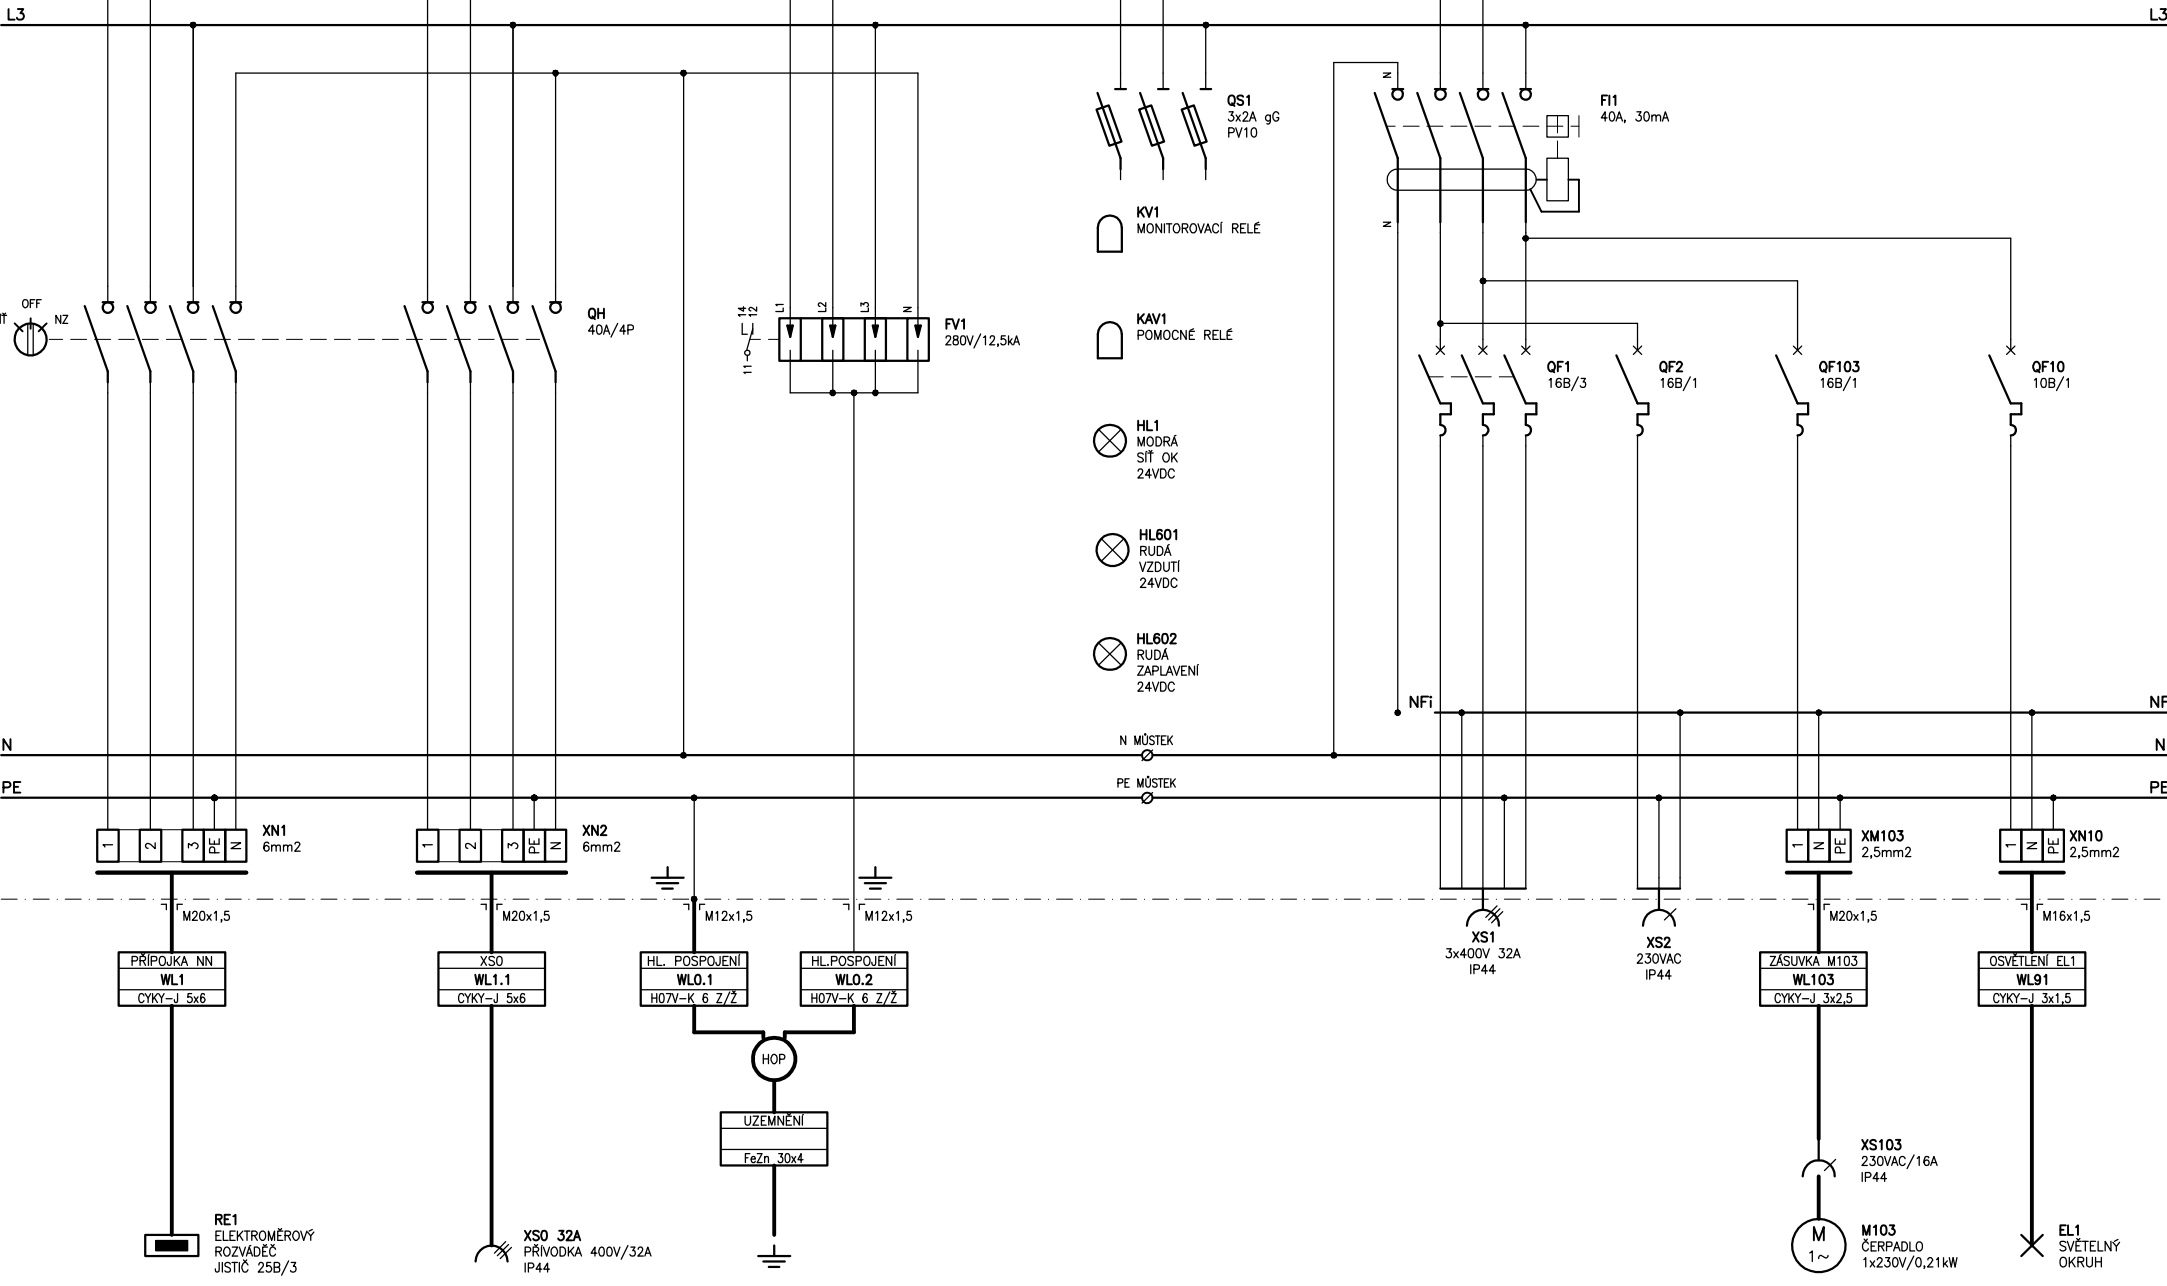 L3
L3
QS1
3x2A gG
PV10
N
FI1
40A, 30mA
KV1
MONITOROVACÍ RELÉ
N
OFF
NZ
QH
40A/4P
14
12
11
L1
L2
L3
N
FV1
280V/12,5kA
KAV1
POMOCNÉ RELÉ
QF1
16B/3
QF2
16B/1
QF103
16B/1
QF10
10B/1
HL1
MODRÁ
SÍŤ OK
24VDC
HL601
RUDÁ
VZDUTÍ
24VDC
HL602
RUDÁ
ZAPLAVENÍ
24VDC
NFi
NF
N
N MŮSTEK
N
PE
PE MŮSTEK
PE
1
2
3
PE
N
XN1
6mm2
1
2
3
PE
N
XN2
6mm2
1
N
PE
XM103
2,5mm2
1
N
PE
XN10
2,5mm2
M20x1,5
M20x1,5
M12x1,5
M12x1,5
M20x1,5
M16x1,5
XS1
3x400V 32A
IP44
XS2
230VAC
IP44
PŘÍPOJKA NN
WL1
CYKY-J 5x6
XS0
WL1.1
CYKY-J 5x6
HL. POSPOJENÍ
WL0.1
H07V-K 6 Z/Ž
HL.POSPOJENÍ
WL0.2
H07V-K 6 Z/Ž
ZÁSUVKA M103
WL103
CYKY-J 3x2,5
OSVĚTLENÍ EL1
WL91
CYKY-J 3x1,5
HOP
UZEMNĚNÍ
FeZn 30x4
XS103
230VAC/16A
IP44
RE1
ELEKTROMĚROVÝ
ROZVÁDĚČ
JISTIČ 25B/3
XS0 32A
PŘÍVODKA 400V/32A
IP44
M
1~
M103
ČERPADLO
1x230V/0,21kW
EL1
SVĚTELNÝ
OKRUH